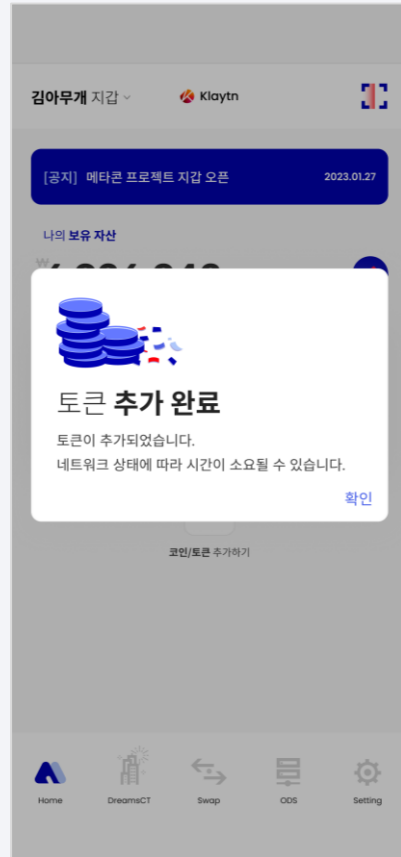 김아무개 지갑
Klaytn
[공지] 메타콘 프로젝트 지갑 오픈 2023.01.27
나의 보유 자산
토큰 추가 완료
토큰이 추가되었습니다.
네트워크 상태에 따라 시간이 소요될 수 있습니다.
확인
코인/토큰 추가하기
Home DreamsCT Swap ODS Setting